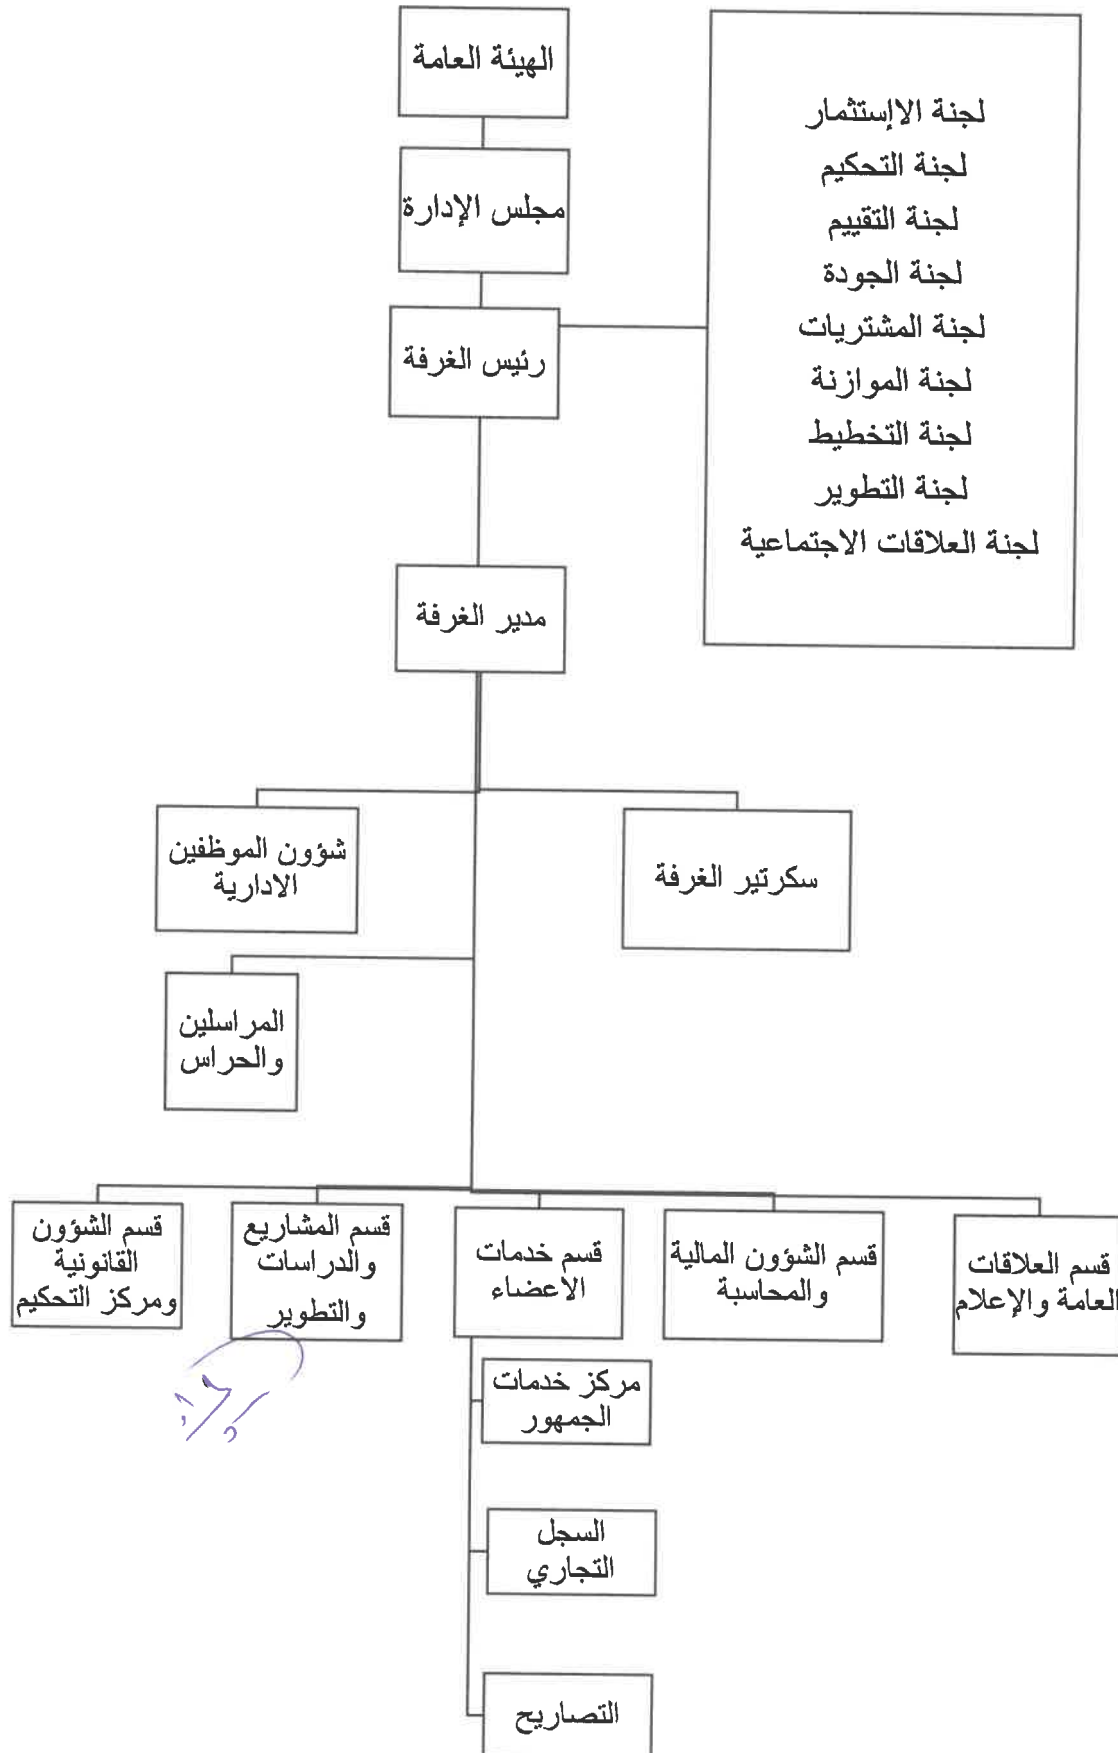 الهيئة العامة
مجلس الإدارة
رئيس الغرفة
لجنة الاإستثمار
لجنة التحكيم
لجنة التقييم
لجنة الجودة
لجنة المشتريات
لجنة الموازنة
لجنة التخطيط
لجنة التطوير
لجنة العلاقات الاجتماعية
مدير الغرفة
سكرتير الغرفة
شؤون الموظفين
الادارية
المراسلين
والحراس
قسم العلاقات
العامة والإعلام
قسم الشؤون المالية
والمحاسبة
قسم خدمات
الاعضاء
قسم المشاريع
والدراسات
والتطوير
قسم الشؤون
القانونية
ومركز التحكيم
مركز خدمات
الجمهور
السجل
التجاري
التصاريح